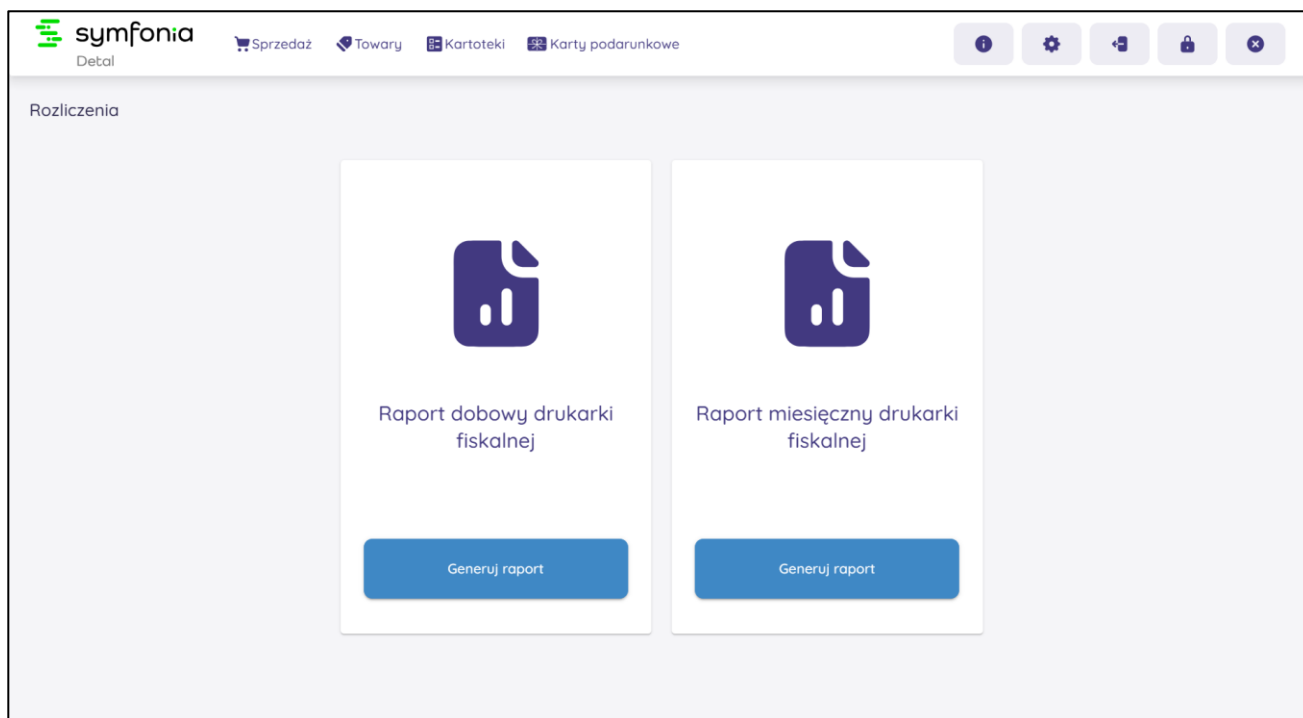 symfonia
Detal
Sprzedaż Towary Kartoteki Karty podarunkowe
Rozliczenia
Raport dobowy drukarki
fiskalnej
Generuj raport
Raport miesięczny drukarki
fiskalnej
Generuj raport